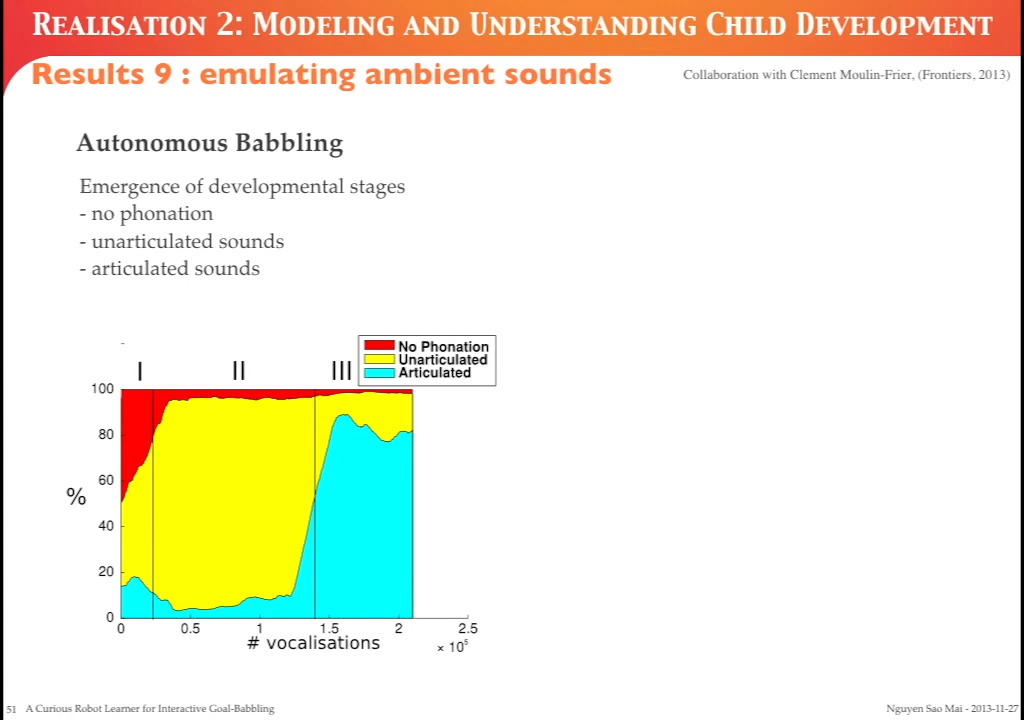 Realisation 2: Modeling and Understanding Child Development
Results 9 : emulating ambient sounds
Collaboration with Clement Moulin-Frier, (Frontiers, 2013)
Autonomous Babbling
Emergence of developmental stages
- no phonation
- unarticulated sounds
- articulated sounds
-
No Phonation
Unarticulated
Articulated
I II III
100
80
60
%
40
20
0
0 0.5 1 1.5 2 2.5
# vocalisations
× 10⁵
51 A Curious Robot Learner for Interactive Goal-Babbling
Nguyen Sao Mai - 2013-11-27